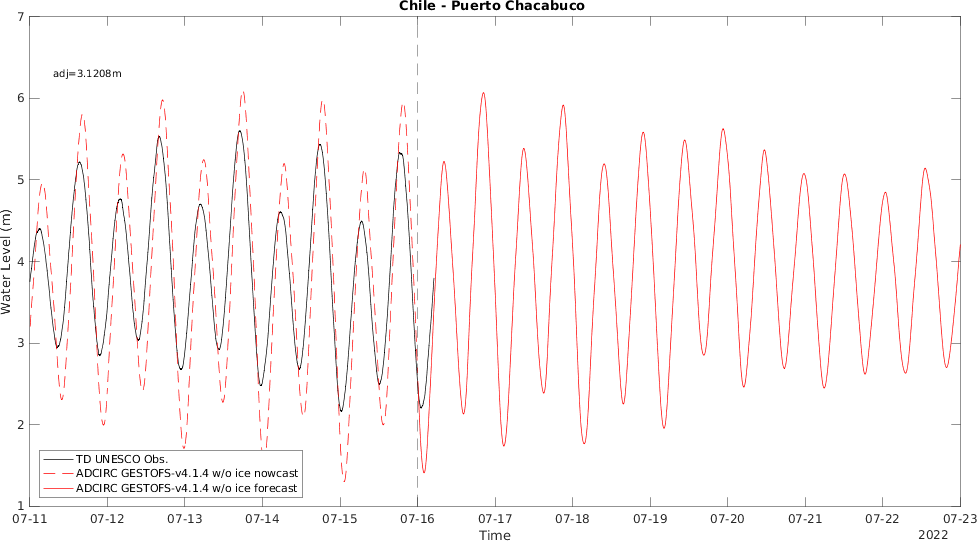 Chile - Puerto Chacabuco
7
adj=3.1208m
6
5
4
3
2
1
Water Level (m)
TD UNESCO Obs.
ADCIRC GESTOFS-v4.1.4 w/o ice nowcast
ADCIRC GESTOFS-v4.1.4 w/o ice forecast
07-11 07-12 07-13 07-14 07-15 07-16 07-17 07-18 07-19 07-20 07-21 07-22 07-23
Time
2022